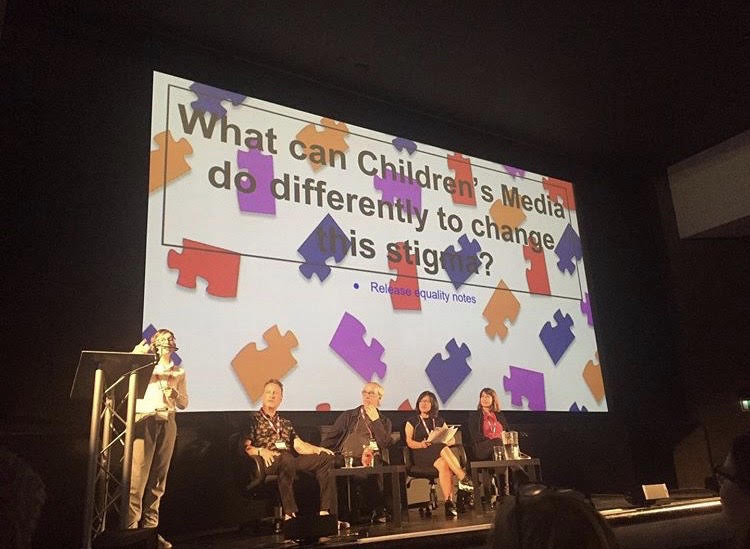 What can Children's Media
do differently to change
this stigma?
● Release equality notes